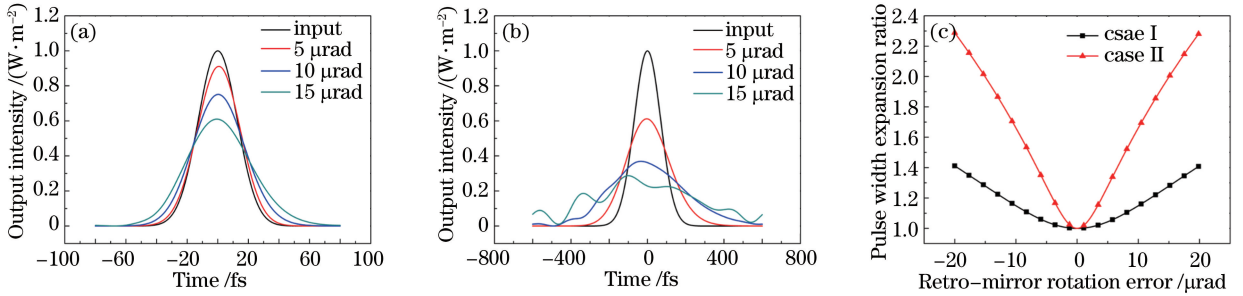 (a)
input
5 μrad
10 μrad
15 μrad
Output intensity /(W·m⁻²)
1.2
1.0
0.8
0.6
0.4
0.2
0
−100
−60
−20
20
60
100
Time /fs
(b)
input
5 μrad
10 μrad
15 μrad
Output intensity /(W·m⁻²)
1.2
1.0
0.8
0.6
0.4
0.2
0
−800
−400
0
400
800
Time /fs
(c)
csae I
case II
Pulse width expansion ratio
2.4
2.2
2.0
1.8
1.6
1.4
1.2
1.0
−20
−10
0
10
20
Retro−mirror rotation error /μrad